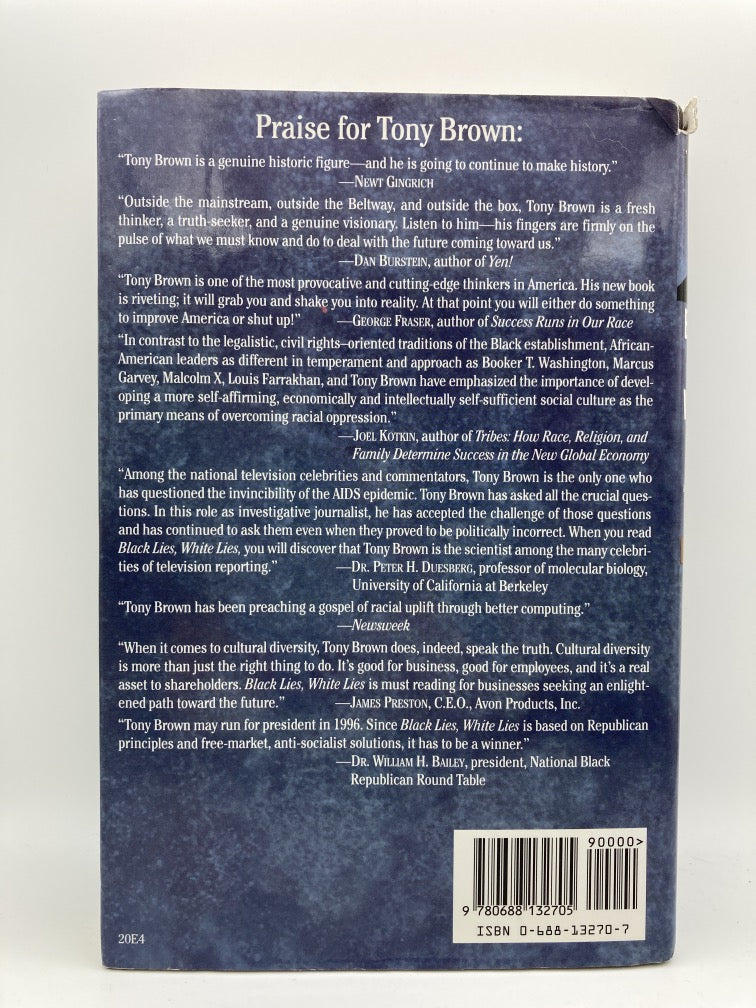 Praise for Tony Brown:
“Tony Brown is a genuine historic figure—and he is going to continue to make history.”
—NEWT GINGRICH
“Outside the mainstream, outside the Beltway, and outside the box, Tony Brown is a fresh
thinker, a truth-seeker, and a genuine visionary. Listen to him—his fingers are firmly on the
pulse of what we must know and do to deal with the future coming toward us.”
—DAN BURSTEIN, author of Yen!
“Tony Brown is one of the most provocative and cutting-edge thinkers in America. His new book
is riveting; it will grab you and shake you into reality. At that point you will either do something
to improve America or shut up!” —GEORGE FRASER, author of Success Runs in Our Race
“In contrast to the legalistic, civil rights–oriented traditions of the Black establishment, African-
American leaders as different in temperament and approach as Booker T. Washington, Marcus
Garvey, Malcolm X, Louis Farrakhan, and Tony Brown have emphasized the importance of devel-
oping a more self-affirming, economically and intellectually self-sufficient social culture as the
primary means of overcoming racial oppression.”
—JOEL KOTKIN, author of Tribes: How Race, Religion, and
Family Determine Success in the New Global Economy
“Among the national television celebrities and commentators, Tony Brown is the only one who
has questioned the invincibility of the AIDS epidemic. Tony Brown has asked all the crucial ques-
tions. In this role as investigative journalist, he has accepted the challenge of those questions
and has continued to ask them even when they proved to be politically incorrect. When you read
Black Lies, White Lies, you will discover that Tony Brown is the scientist among the many celebri-
ties of television reporting.” —DR. PETER H. DUESBERG, professor of molecular biology,
University of California at Berkeley
“Tony Brown has been preaching a gospel of racial uplift through better computing.”
—Newsweek
“When it comes to cultural diversity, Tony Brown does, indeed, speak the truth. Cultural diversity
is more than just the right thing to do. It’s good for business, good for employees, and it’s a real
asset to shareholders. Black Lies, White Lies is must reading for businesses seeking an enlight-
ened path toward the future.” —JAMES PRESTON, C.E.O., Avon Products, Inc.
“Tony Brown may run for president in 1996. Since Black Lies, White Lies is based on Republican
principles and free-market, anti-socialist solutions, it has to be a winner.”
—DR. WILLIAM H. BAILEY, president, National Black
Republican Round Table
90000>
9 780688 132705
ISBN 0-688-13270-7
20E4